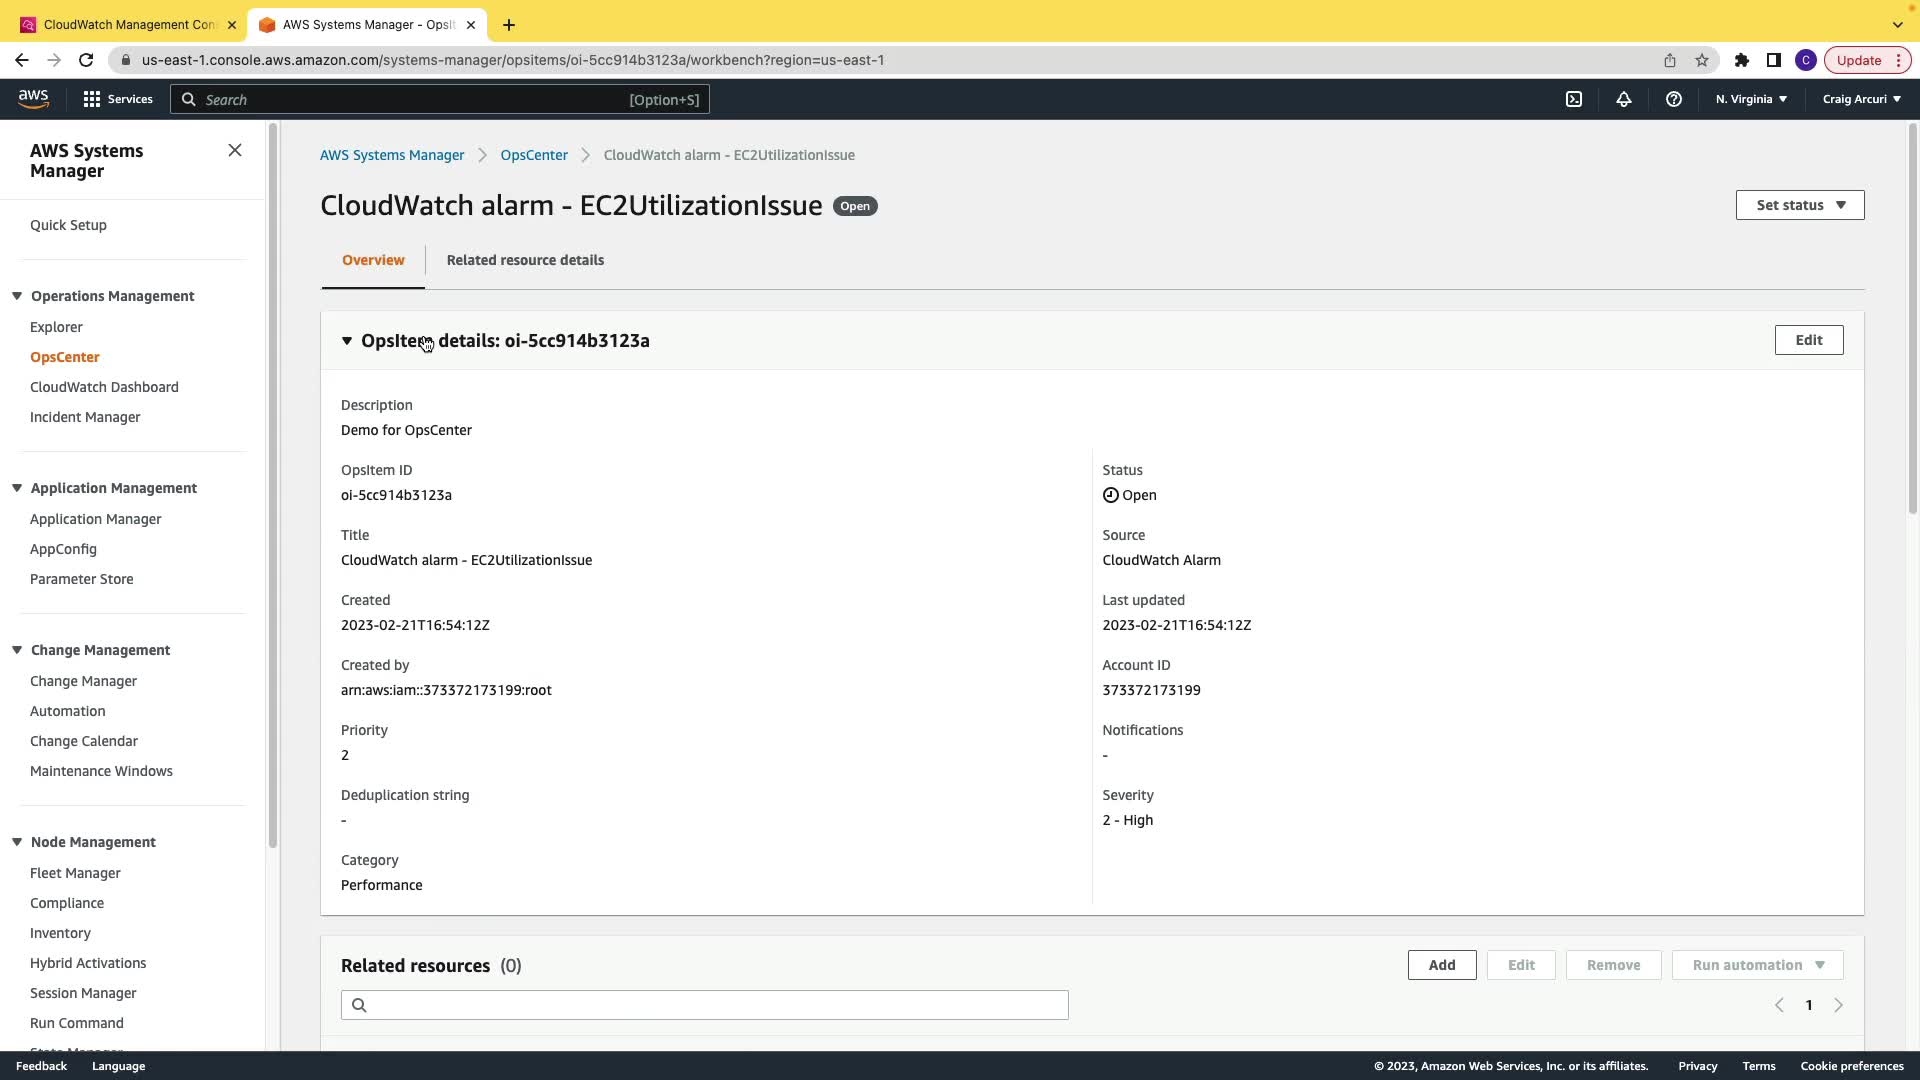 CloudWatch Management Con
AWS Systems Manager - OpsIt
us-east-1.console.aws.amazon.com/systems-manager/opsitems/oi-5cc914b3123a/workbench?region=us-east-1
C
Update
aws
Services
Search
[Option+S]
N. Virginia
Craig Arcuri
AWS Systems
Manager
Quick Setup
Operations Management
Explorer
OpsCenter
CloudWatch Dashboard
Incident Manager
Application Management
Application Manager
AppConfig
Parameter Store
Change Management
Change Manager
Automation
Change Calendar
Maintenance Windows
Node Management
Fleet Manager
Compliance
Inventory
Hybrid Activations
Session Manager
Run Command
State Manager
AWS Systems Manager
OpsCenter
CloudWatch alarm - EC2UtilizationIssue
CloudWatch alarm - EC2UtilizationIssue
Open
Set status
Overview
Related resource details
OpsItem details: oi-5cc914b3123a
Edit
Description
Demo for OpsCenter
OpsItem ID
oi-5cc914b3123a
Status
Open
Title
CloudWatch alarm - EC2UtilizationIssue
Source
CloudWatch Alarm
Created
2023-02-21T16:54:12Z
Last updated
2023-02-21T16:54:12Z
Created by
arn:aws:iam::373372173199:root
Account ID
373372173199
Priority
2
Notifications
-
Deduplication string
-
Severity
2 - High
Category
Performance
Related resources (0)
Add
Edit
Remove
Run automation
1
Feedback
Language
© 2023, Amazon Web Services, Inc. or its affiliates.
Privacy
Terms
Cookie preferences